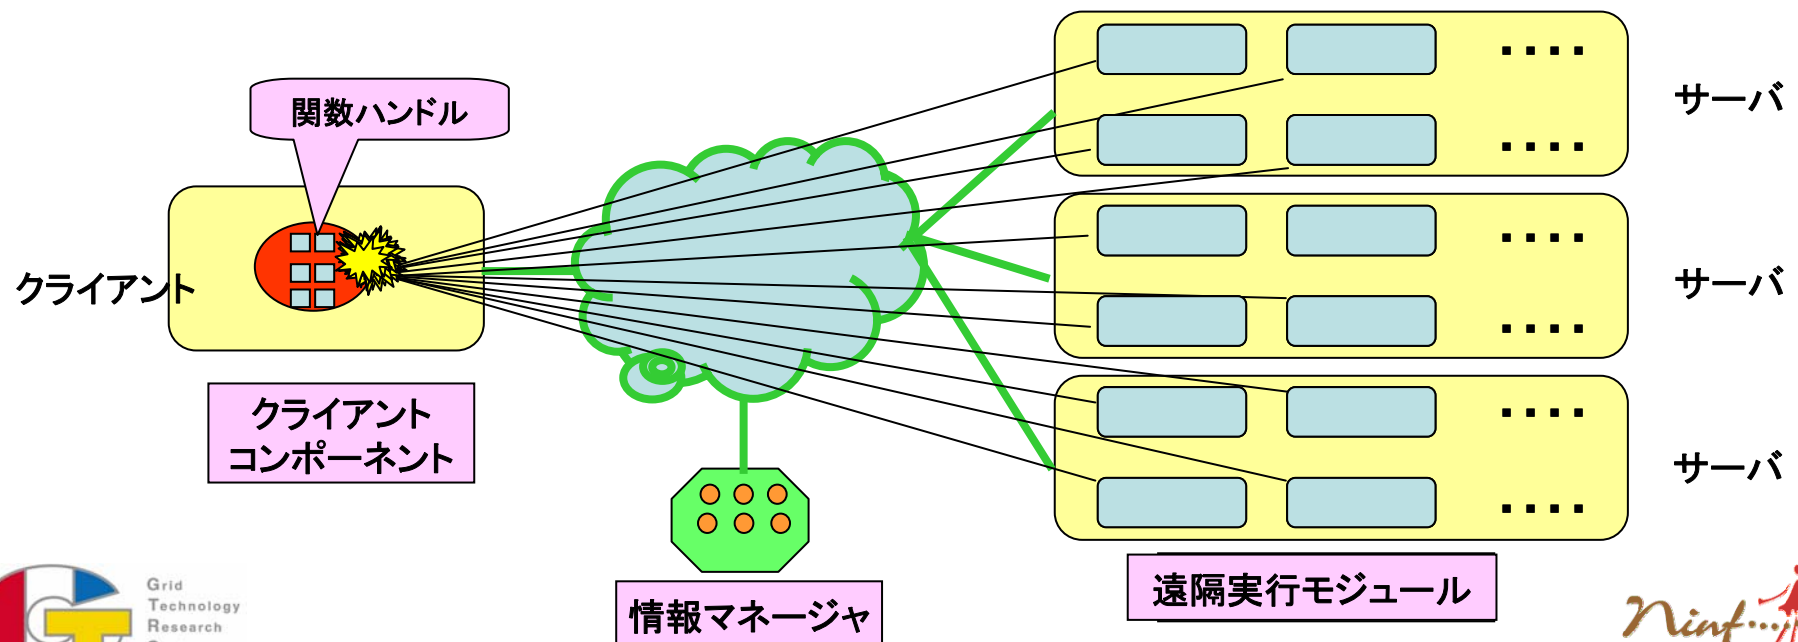 関数ハンドル
サーバ
クライアント
サーバ
クライアント
コンポーネント
サーバ
情報マネージャ
遠隔実行モジュール
Grid
Technology
Research
Ninf